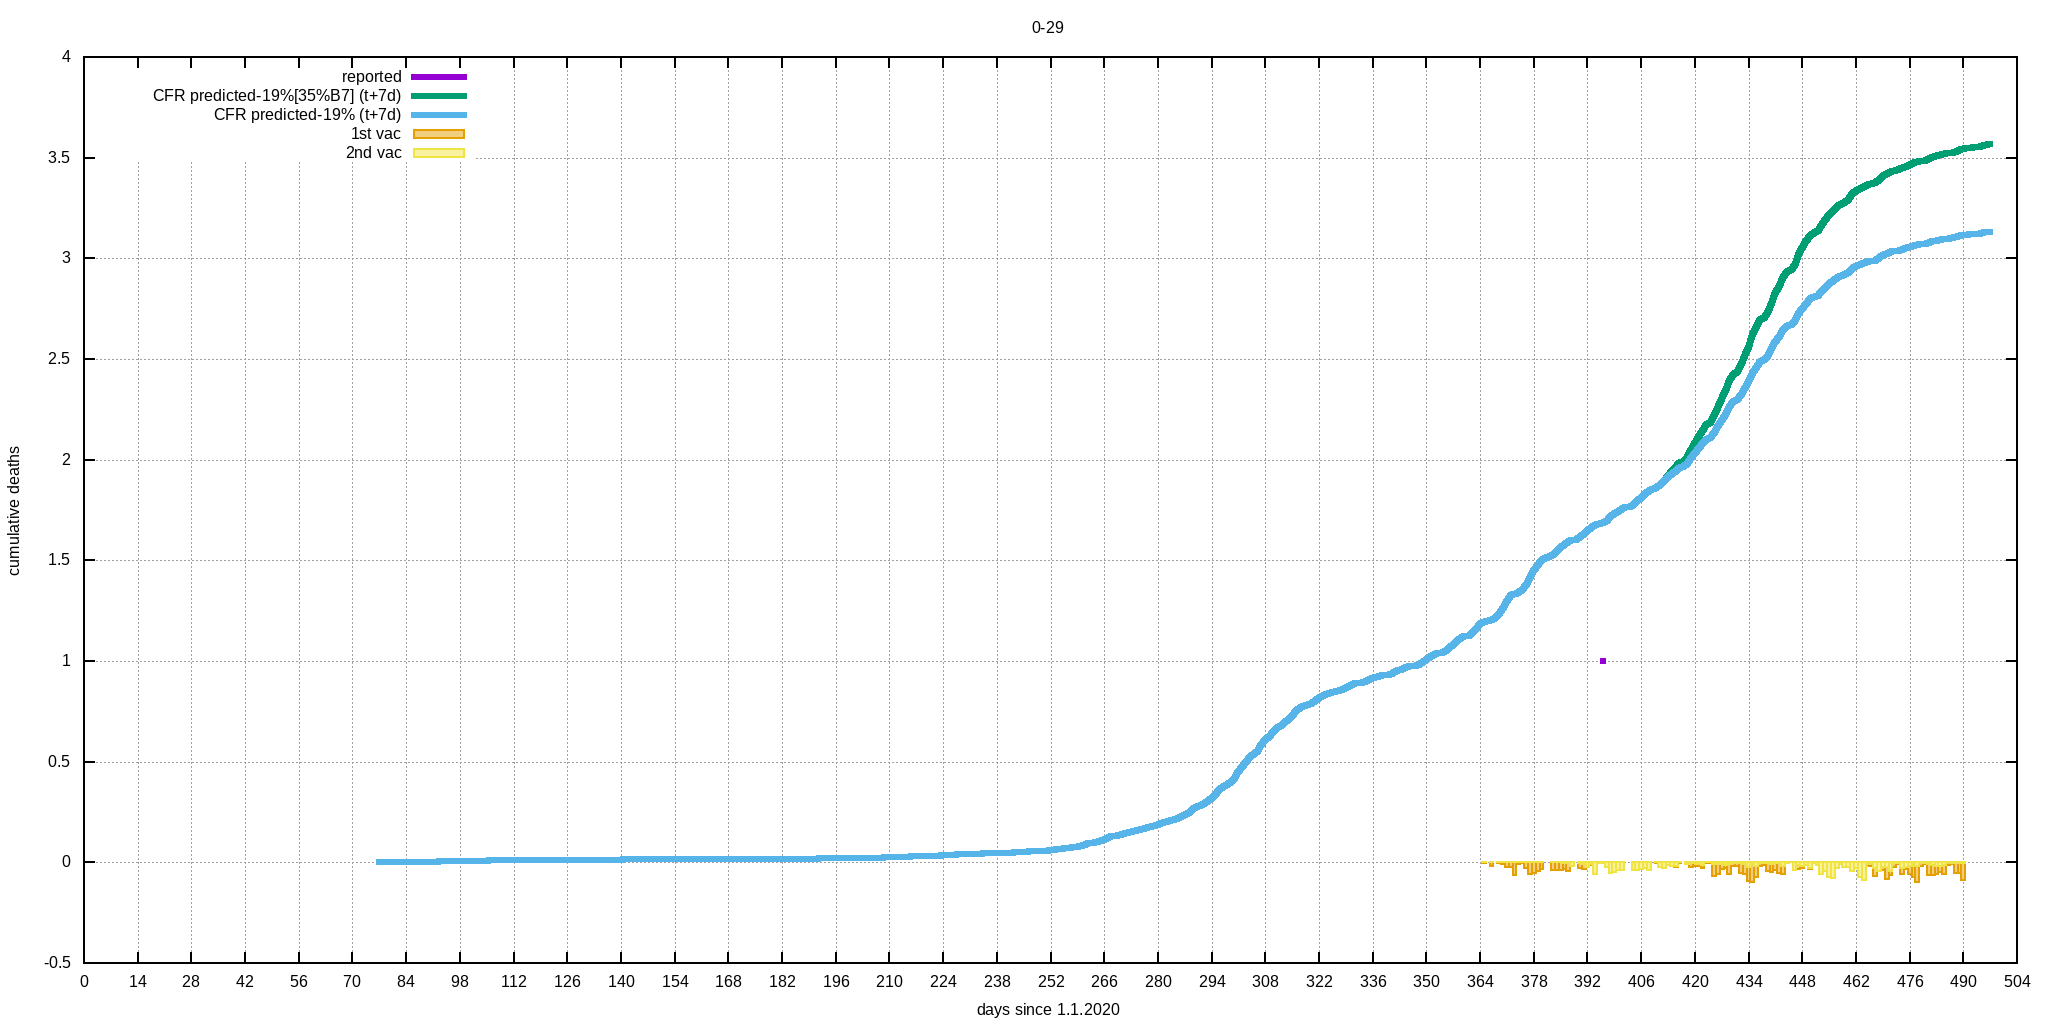 0-29
reported
CFR predicted-19%[35%B7] (t+7d)
CFR predicted-19% (t+7d)
1st vac
2nd vac
4
3.5
3
2.5
2
1.5
1
0.5
0
-0.5
cumulative deaths
0 14 28 42 56 70 84 98 112 126 140 154 168 182 196 210 224 238 252 266 280 294 308 322 336 350 364 378 392 406 420 434 448 462 476 490 504
days since 1.1.2020